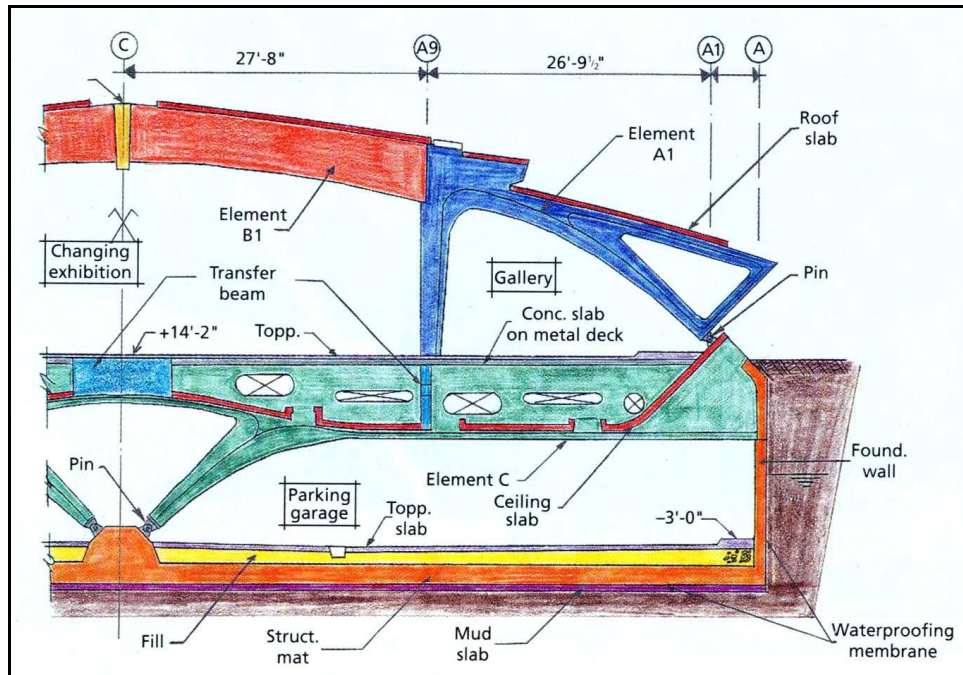 C
A9
A1
A
27'-8"
26'-9½"
Roof
slab
Element
A1
Element
B1
Changing
exhibition
Transfer
beam
Gallery
Pin
Conc. slab
on metal deck
+14'-2"
Topp.
Pin
Parking
garage
Topp.
slab
Element C
Ceiling
slab
Found.
wall
−3'-0"
Fill
Struct.
mat
Mud
slab
Waterproofing
membrane